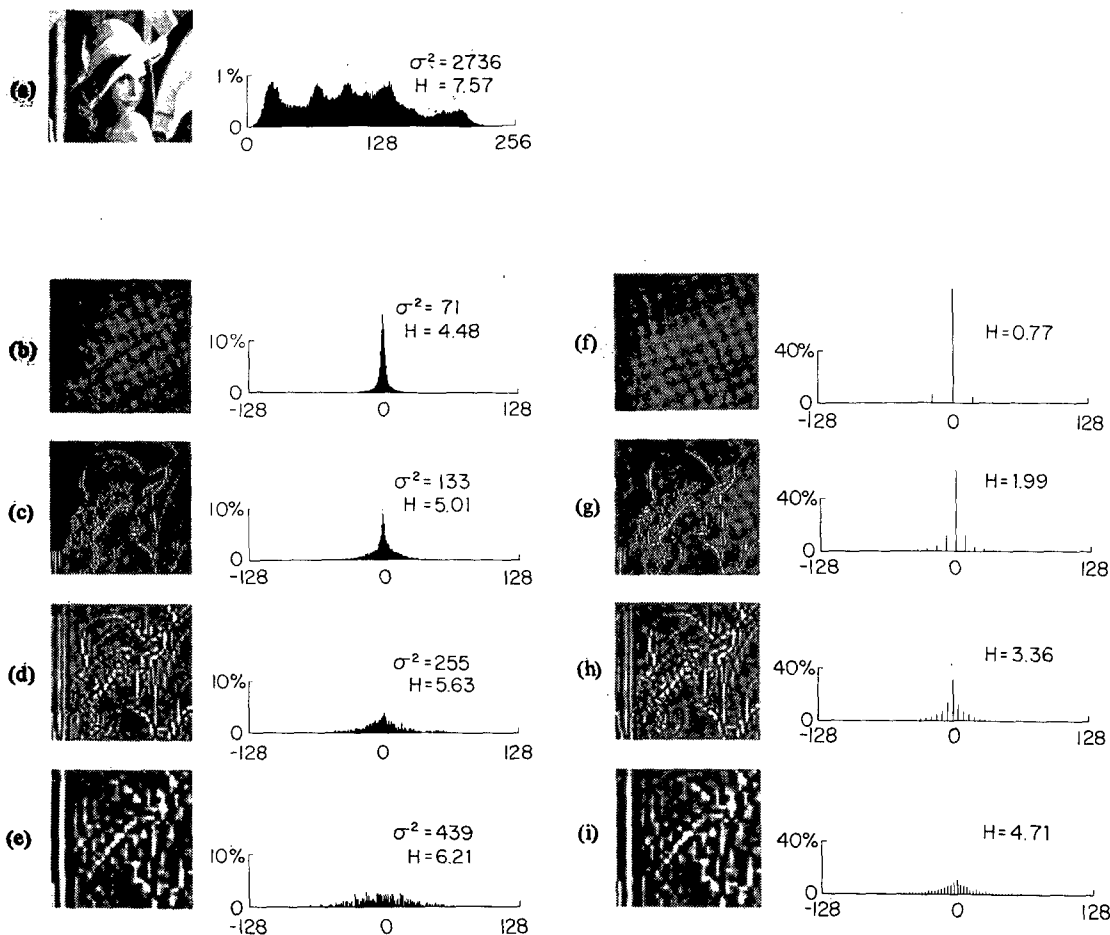 (a)
1%
0
σ² = 2736
H = 7.57
0 128 256
(b)
10%
0
σ² = 71
H = 4.48
-128 0 128
(f)
40%
0
H = 0.77
-128 0 128
(c)
10%
0
σ² = 133
H = 5.01
-128 0 128
(g)
40%
0
H = 1.99
-128 0 128
(d)
10%
0
σ² = 255
H = 5.63
-128 0 128
(h)
40%
0
H = 3.36
-128 0 128
(e)
10%
0
σ² = 439
H = 6.21
-128 0 128
(i)
40%
0
H = 4.71
-128 0 128